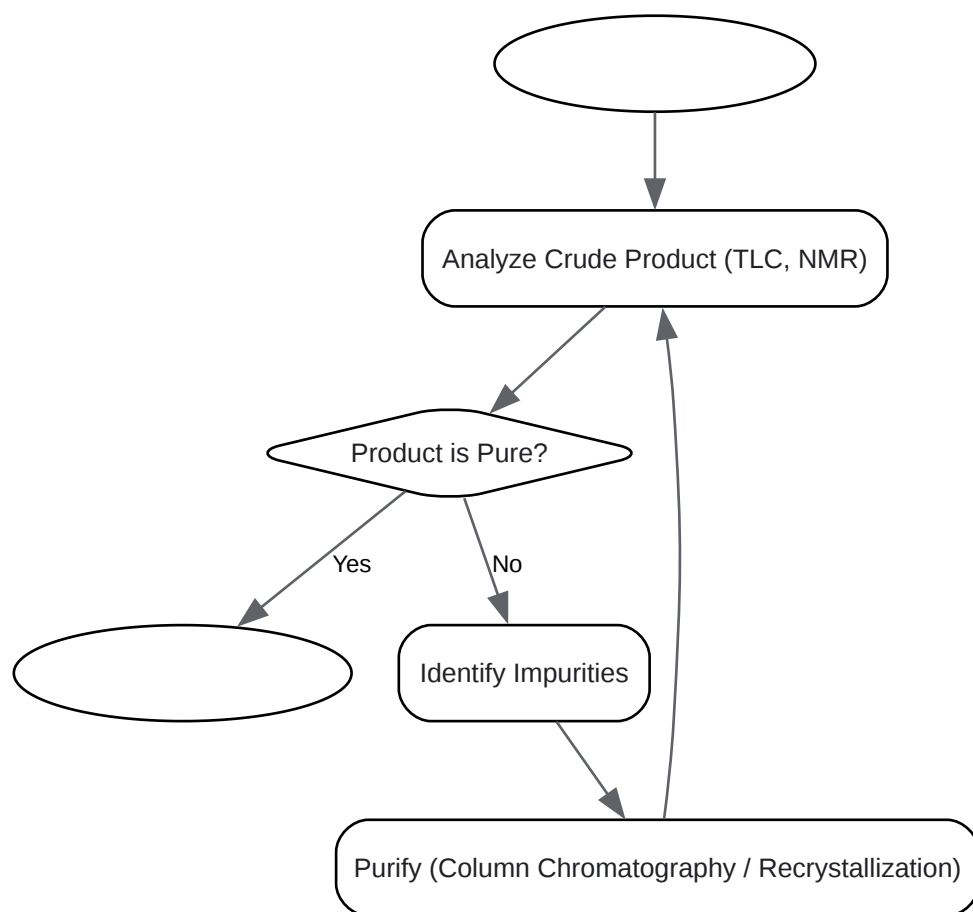 Analyze Crude Product (TLC, NMR)
Product is Pure?
Yes
No
Identify Impurities
Purify (Column Chromatography / Recrystallization)